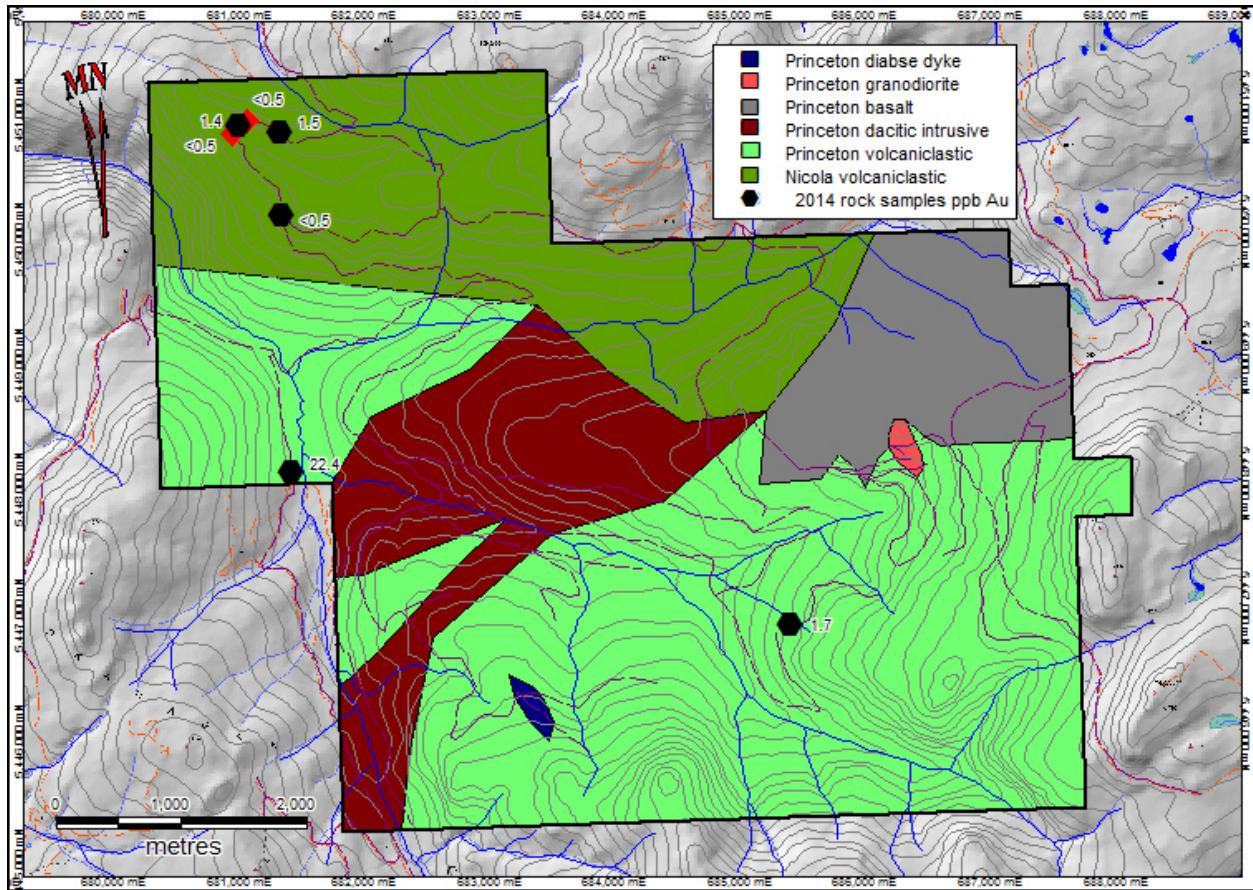 680,000 mE 681,000 mE 682,000 mE 683,000 mE 684,000 mE 685,000 mE 686,000 mE 687,000 mE 688,000 mE 689,0
MN
Princeton diabse dyke
Princeton granodiorite
Princeton basalt
Princeton dacitic intrusive
Princeton volcaniclastic
Nicola volcaniclastic
2014 rock samples ppb Au
<0.5
1.4
1.5
<0.5
<0.5
22.4
1.7
0 1,000 2,000
metres
680,000 mE 681,000 mE 682,000 mE 683,000 mE 684,000 mE 685,000 mE 686,000 mE 687,000 mE 688,000 mE 689,0